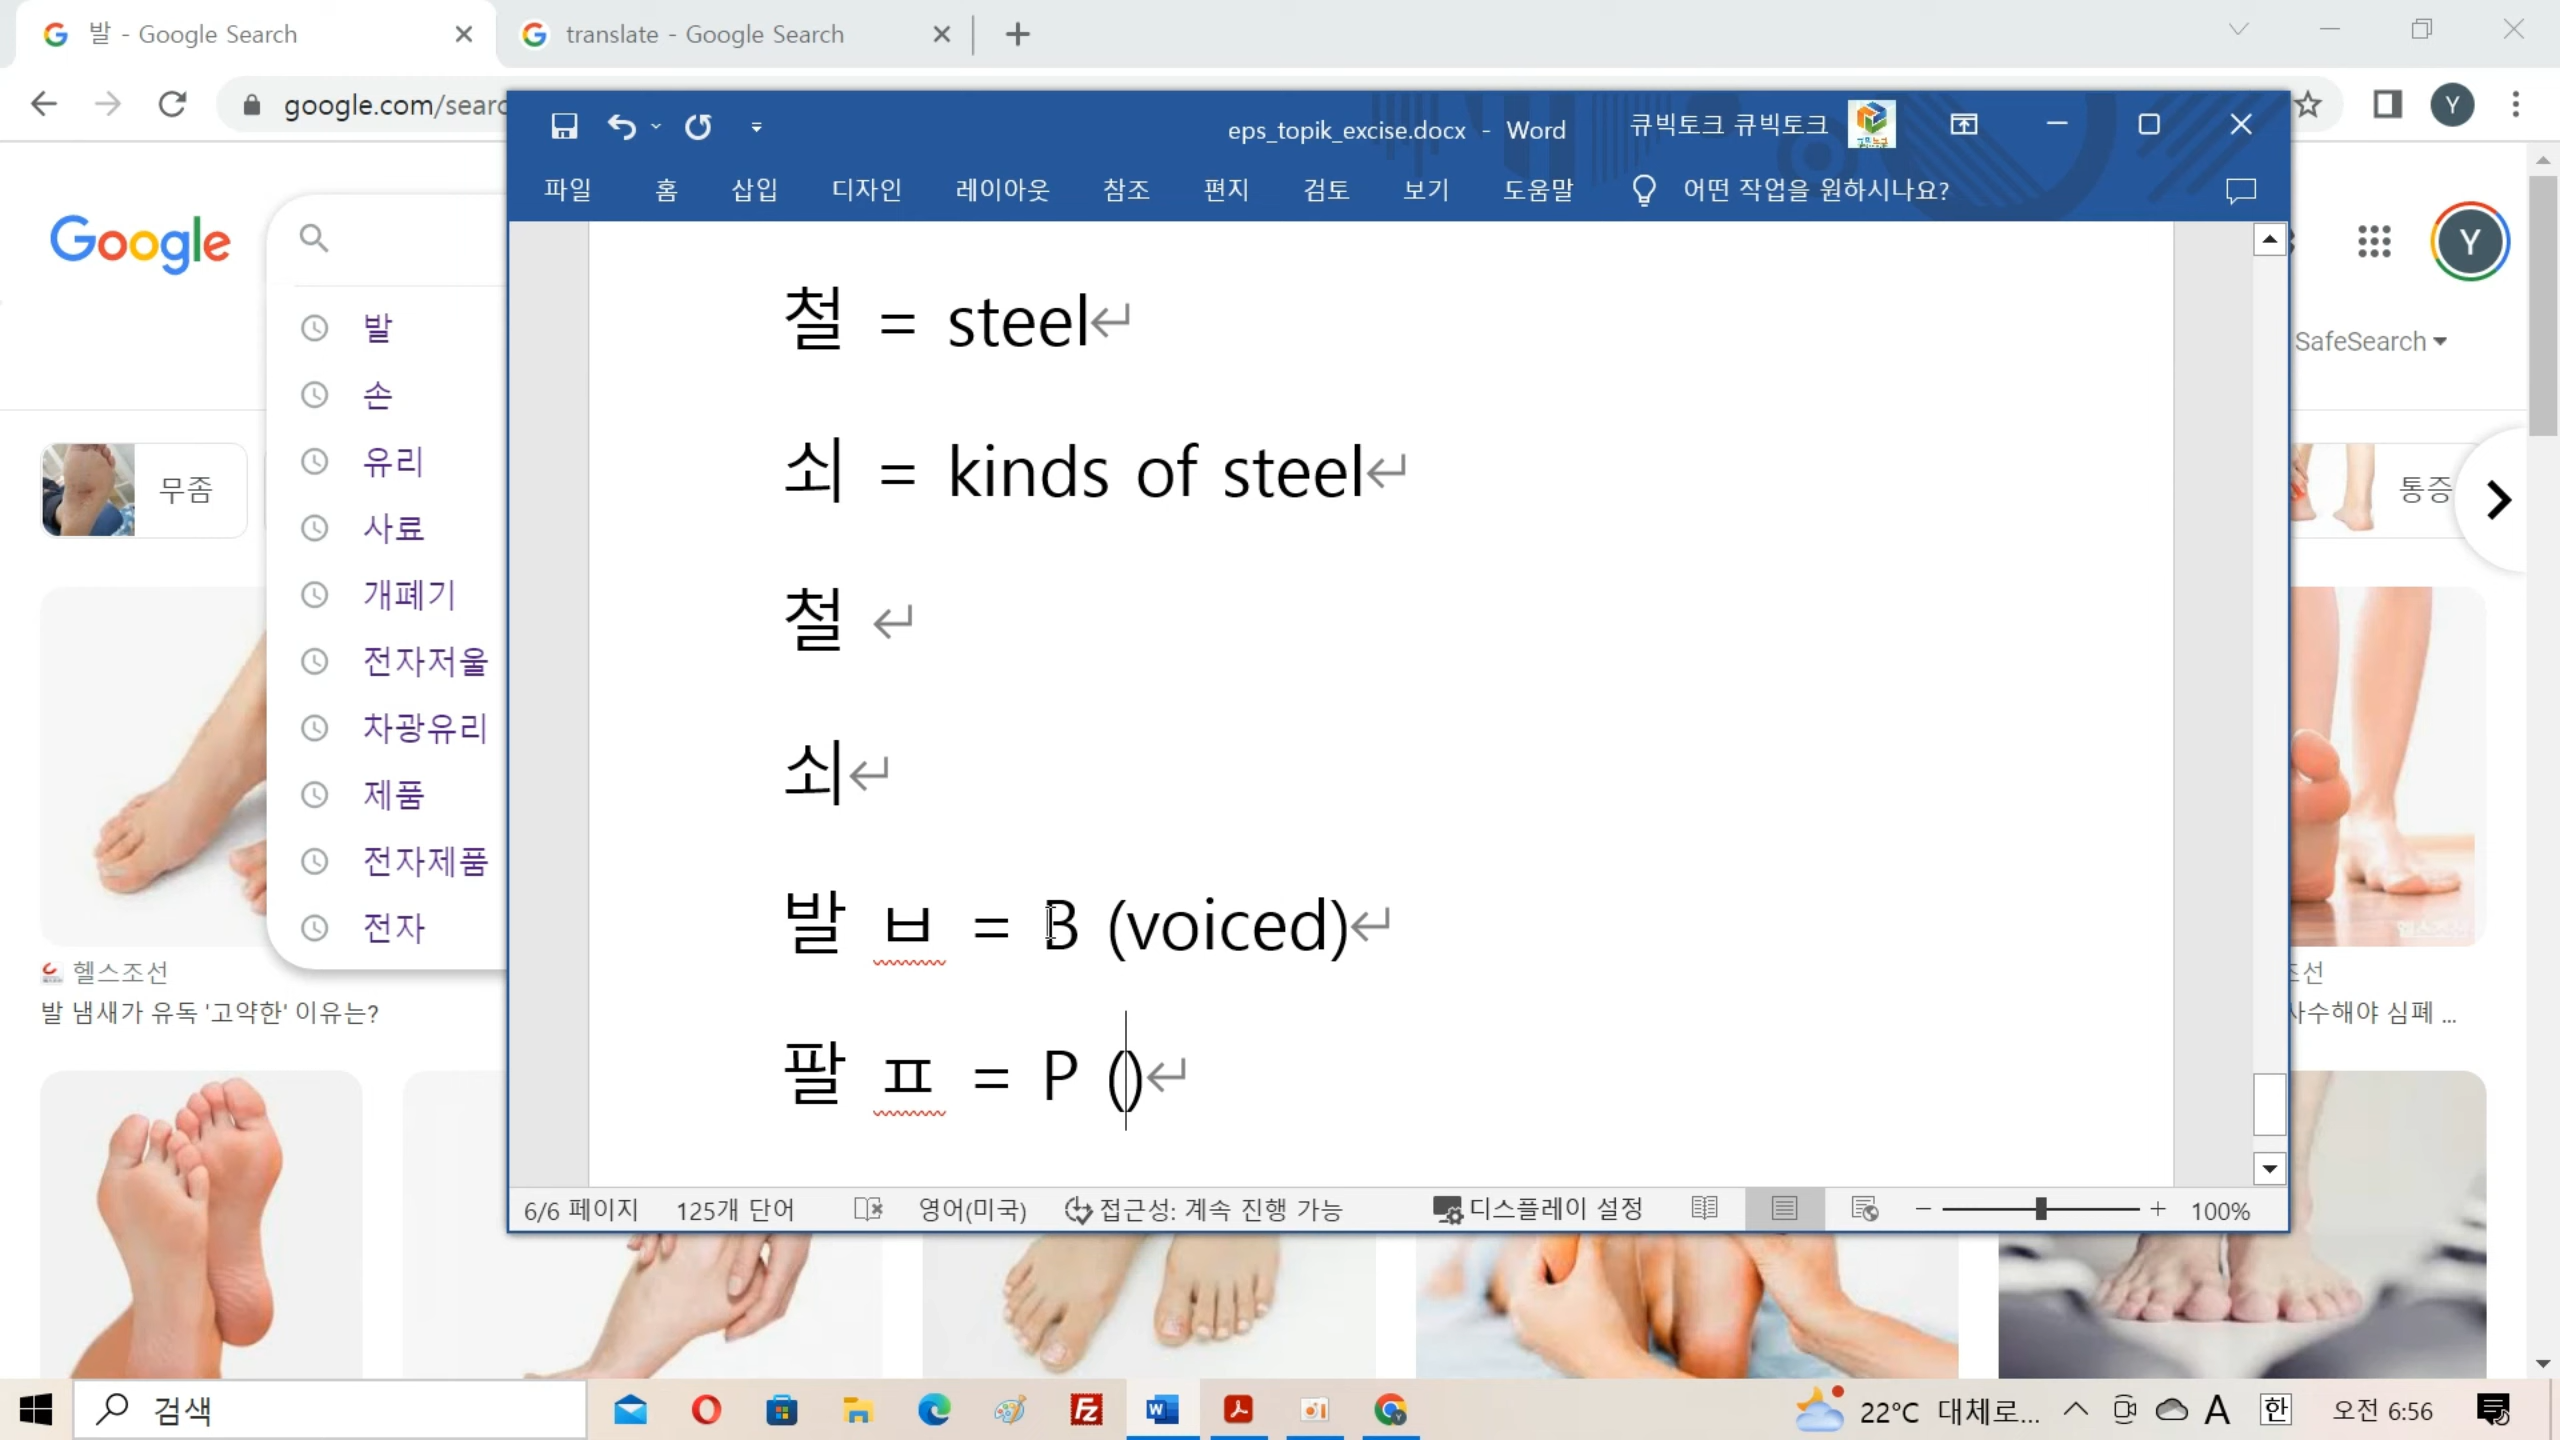 발 - Google Search
translate - Google Search
google.com/searc
eps_topik_excise.docx - Word
큐빅토크 큐빅토크
파일 홈 삽입 디자인 레이아웃 참조 편지 검토 보기 도움말 어떤 작업을 원하시나요?
Google
Y
Y
SafeSearch
발
손
유리
사료
개폐기
전자저울
차광유리
제품
전자제품
전자
무좀
통증
철 = steel
쇠 = kinds of steel
철
쇠
발 ㅂ = B (voiced)
팔 ㅍ = P ()
헬스조선
발 냄새가 유독 '고약한' 이유는?
조선
사수해야 심폐 ...
6/6 페이지 125개 단어 영어(미국) 접근성: 계속 진행 가능 디스플레이 설정 100%
검색
22°C 대체로... A 한 오전 6:56